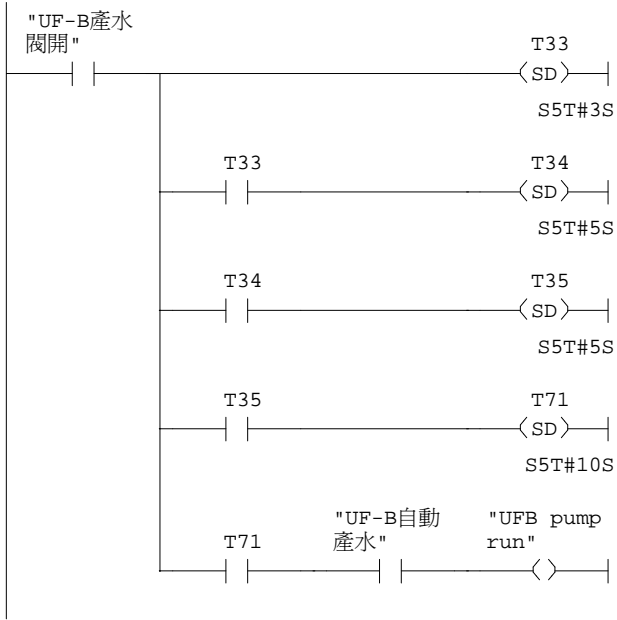 "UF-B產水
閥開"
T33
SD
S5T#3S
T33
T34
SD
S5T#5S
T34
T35
SD
S5T#5S
T35
T71
SD
S5T#10S
T71
"UF-B自動
產水"
"UFB pump
run"